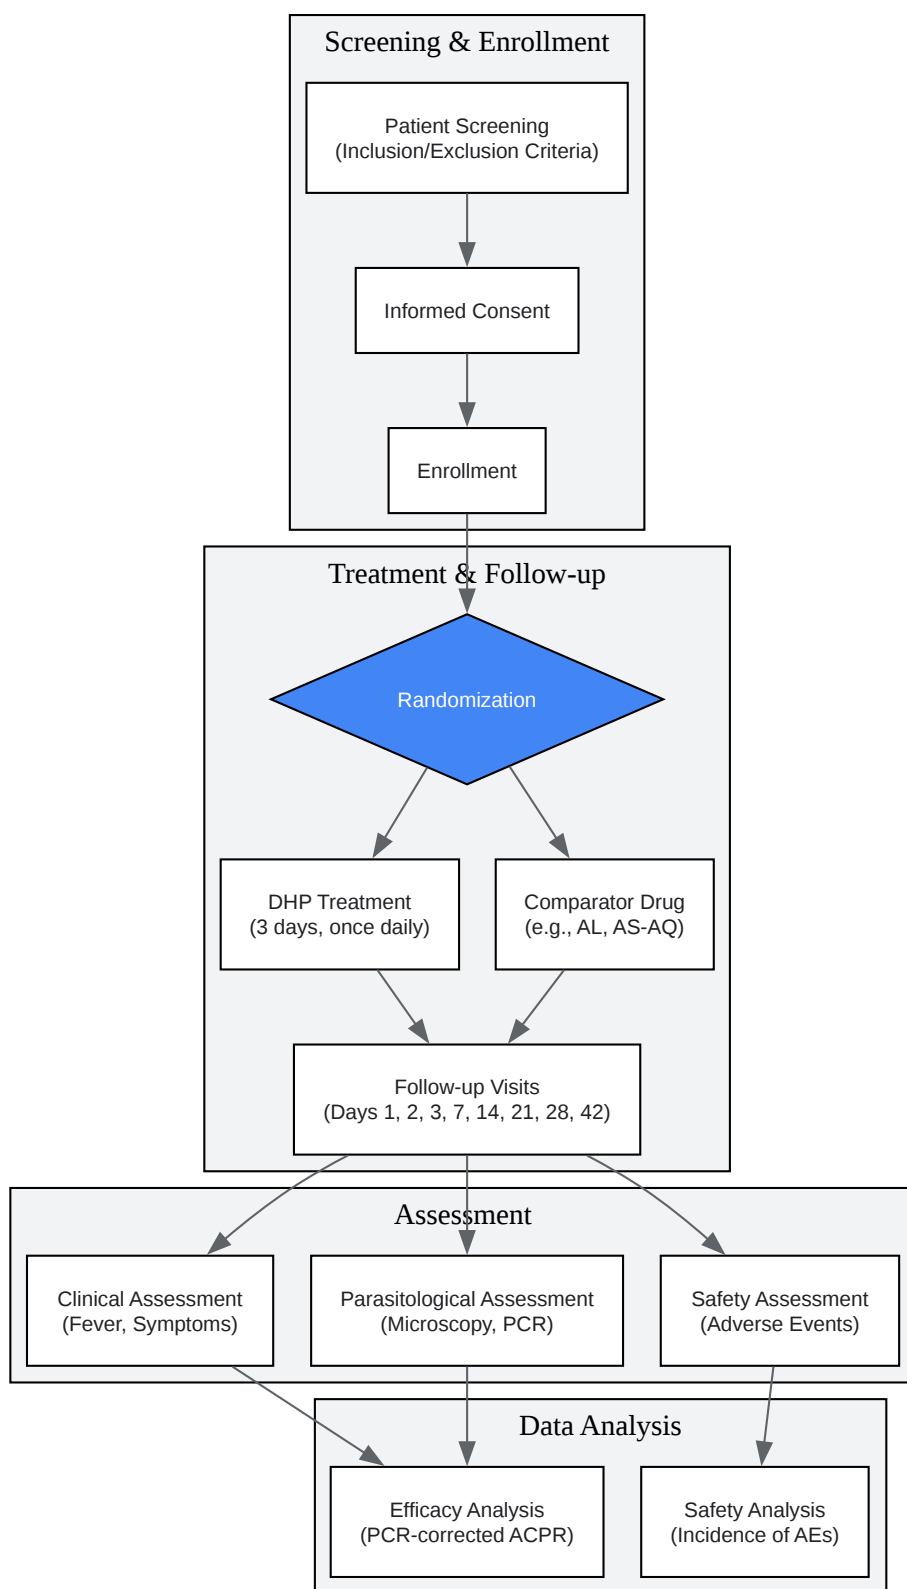 Screening & Enrollment
Patient Screening
(Inclusion/Exclusion Criteria)
Informed Consent
Enrollment
Treatment & Follow-up
Randomization
DHP Treatment
(3 days, once daily)
Comparator Drug
(e.g., AL, AS-AQ)
Follow-up Visits
(Days 1, 2, 3, 7, 14, 21, 28, 42)
Assessment
Clinical Assessment
(Fever, Symptoms)
Parasitological Assessment
(Microscopy, PCR)
Safety Assessment
(Adverse Events)
Data Analysis
Efficacy Analysis
(PCR-corrected ACPR)
Safety Analysis
(Incidence of AEs)